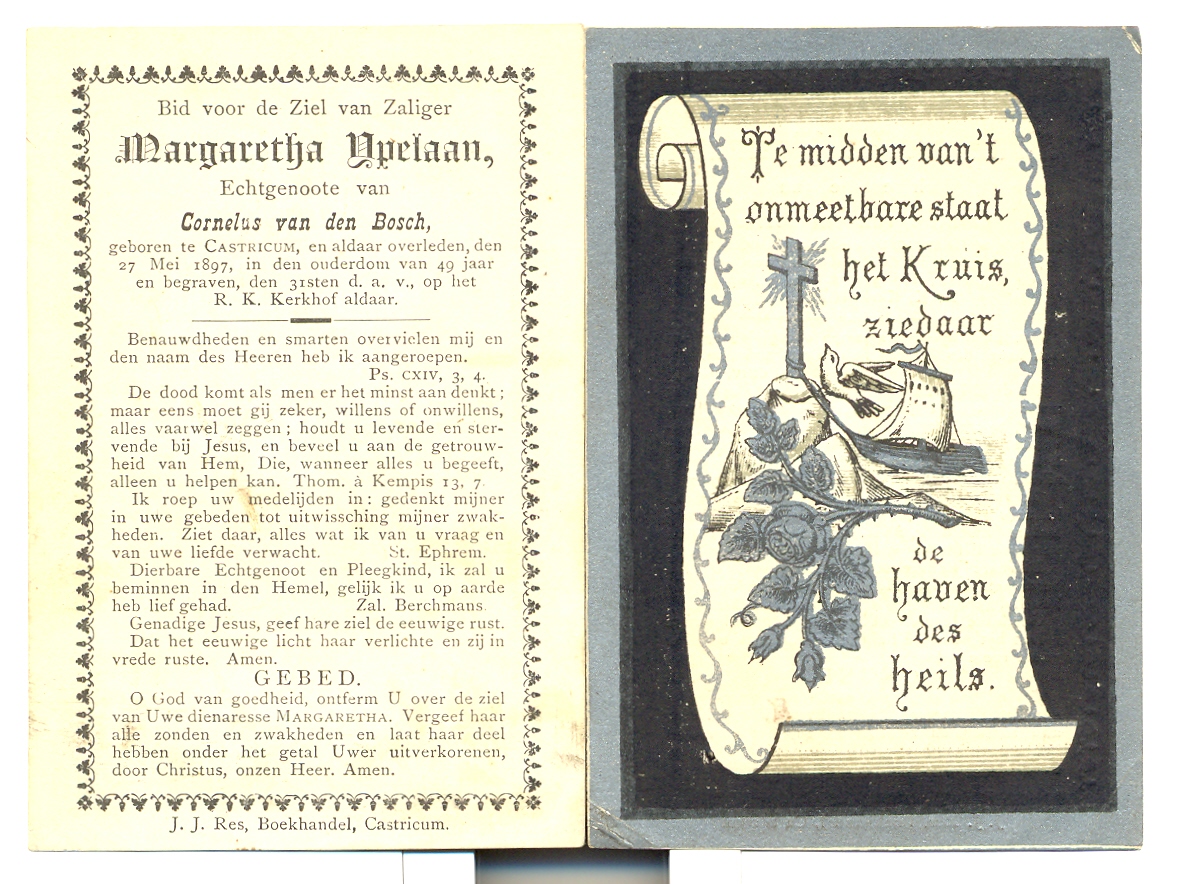 Bid voor de Ziel van Zaliger
Margaretha Ypelaan,
Echtgenoote van
Cornelus van den Bosch,
geboren te CASTRICUM, en aldaar overleden, den
27 Mei 1897, in den ouderdom van 49 jaar
en begraven, den 31sten d. a. v., op het
R. K. Kerkhof aldaar.
Benauwdheden en smarten overvielen mij en
den naam des Heeren heb ik aangeroepen.
Ps. CXIV, 3, 4.
De dood komt als men er het minst aan denkt;
maar eens moet gij zeker, willens of onwillens,
alles vaarwel zeggen; houdt u levende en ster-
vende bij Jesus, en beveel u aan de getrouw-
heid van Hem, Die, wanneer alles u begeeft,
alleen u helpen kan. Thom. á Kempis 13, 7.
Ik roep uw medelijden in: gedenkt mijner
in uwe gebeden tot uitwissching mijner zwak-
heden. Ziet daar, alles wat ik van u vraag en
van uwe liefde verwacht. St. Ephrem.
Dierbare Echtgenoot en Pleegkind, ik zal u
beminnen in den Hemel, gelijk ik u op aarde
heb lief gehad. Zal. Berchmans.
Genadige Jesus, geef hare ziel de eeuwige rust.
Dat het eeuwige licht haar verlichte en zij in
vrede ruste. Amen.
GEBED.
O God van goedheid, ontferm U over de ziel
van Uwe dienaresse MARGARETHA. Vergeef haar
alle zonden en zwakheden en laat haar deel
hebben onder het getal Uwer uitverkorenen,
door Christus, onzen Heer. Amen.
J. J. Res, Boekhandel, Castricum.
Te midden van't
onmeetbare staat
het Kruis,
ziedaar
de
haven
des
heils.